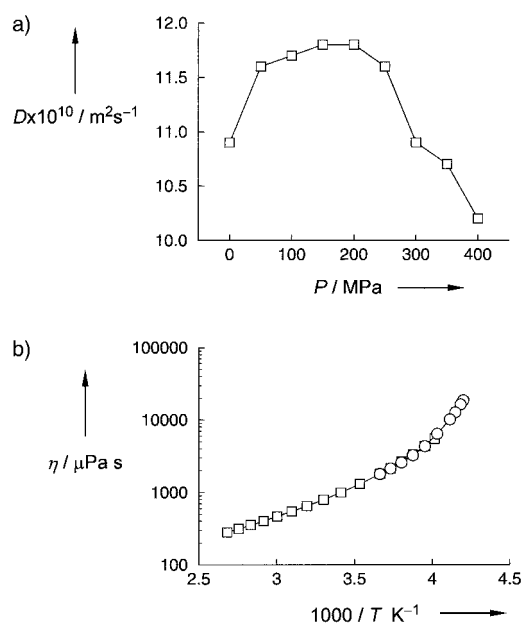 a)
12.0
11.5
D x10¹⁰ / m²s⁻¹
11.0
10.5
10.0
0 100 200 300 400
P / MPa
b)
100000
10000
η / μPa s
1000
100
2.5 3 3.5 4 4.5
1000 / T K⁻¹